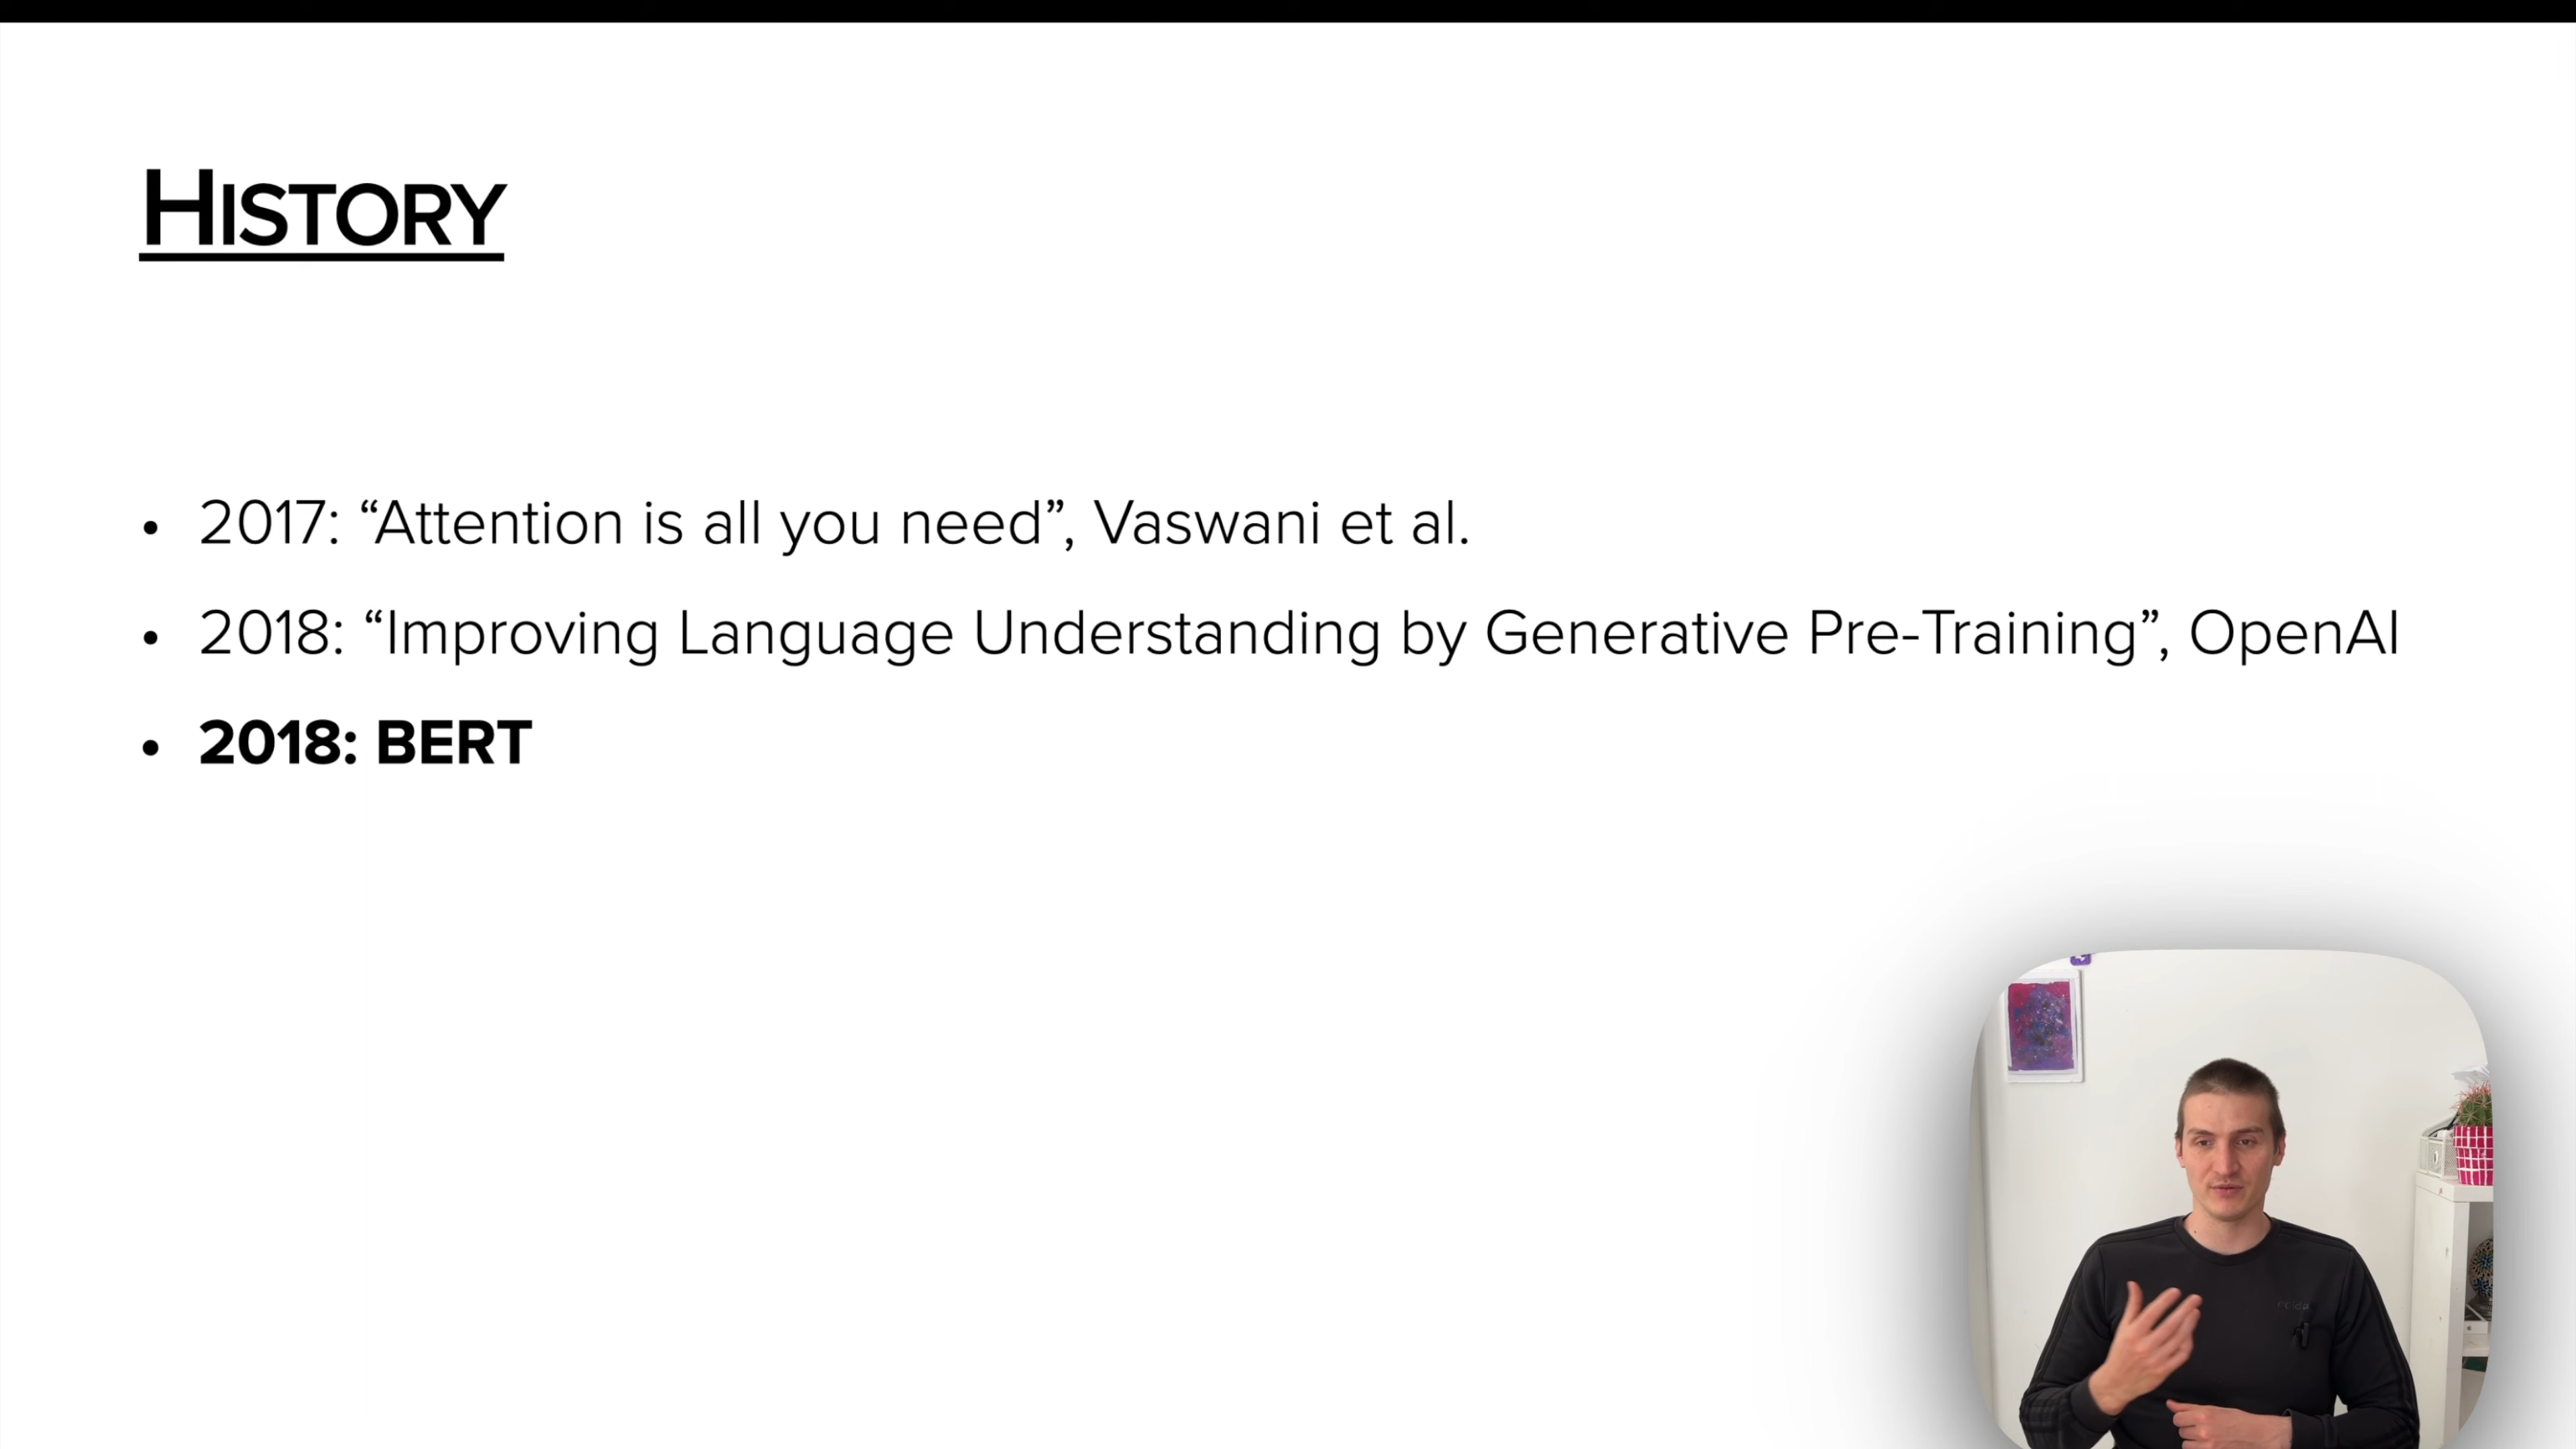 HISTORY
• 2017: “Attention is all you need”, Vaswani et al.
• 2018: “Improving Language Understanding by Generative Pre-Training”, OpenAI
• 2018: BERT